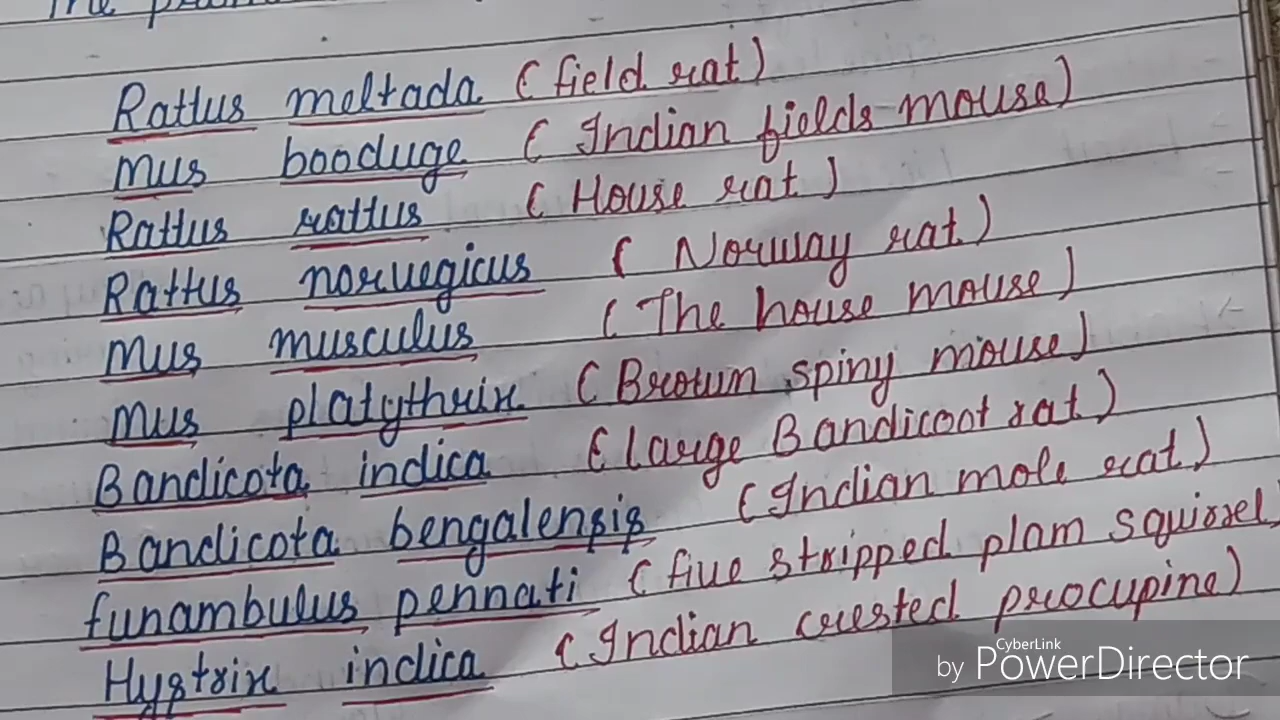 The
Rattus meltada (field rat)
Mus booduge (Indian fields-mouse)
Rattus rattus (House rat)
Rattus norvegicus (Norway rat)
Mus musculus (The house mouse)
Mus platythrix (Brown spiny mouse)
Bandicota indica (large Bandicoot rat)
Bandicota bengalensis (Indian mole rat)
funambulus pennati (five stripped plam squirrel)
Hystrix indica (Indian crested procupine)
CyberLink
by PowerDirector